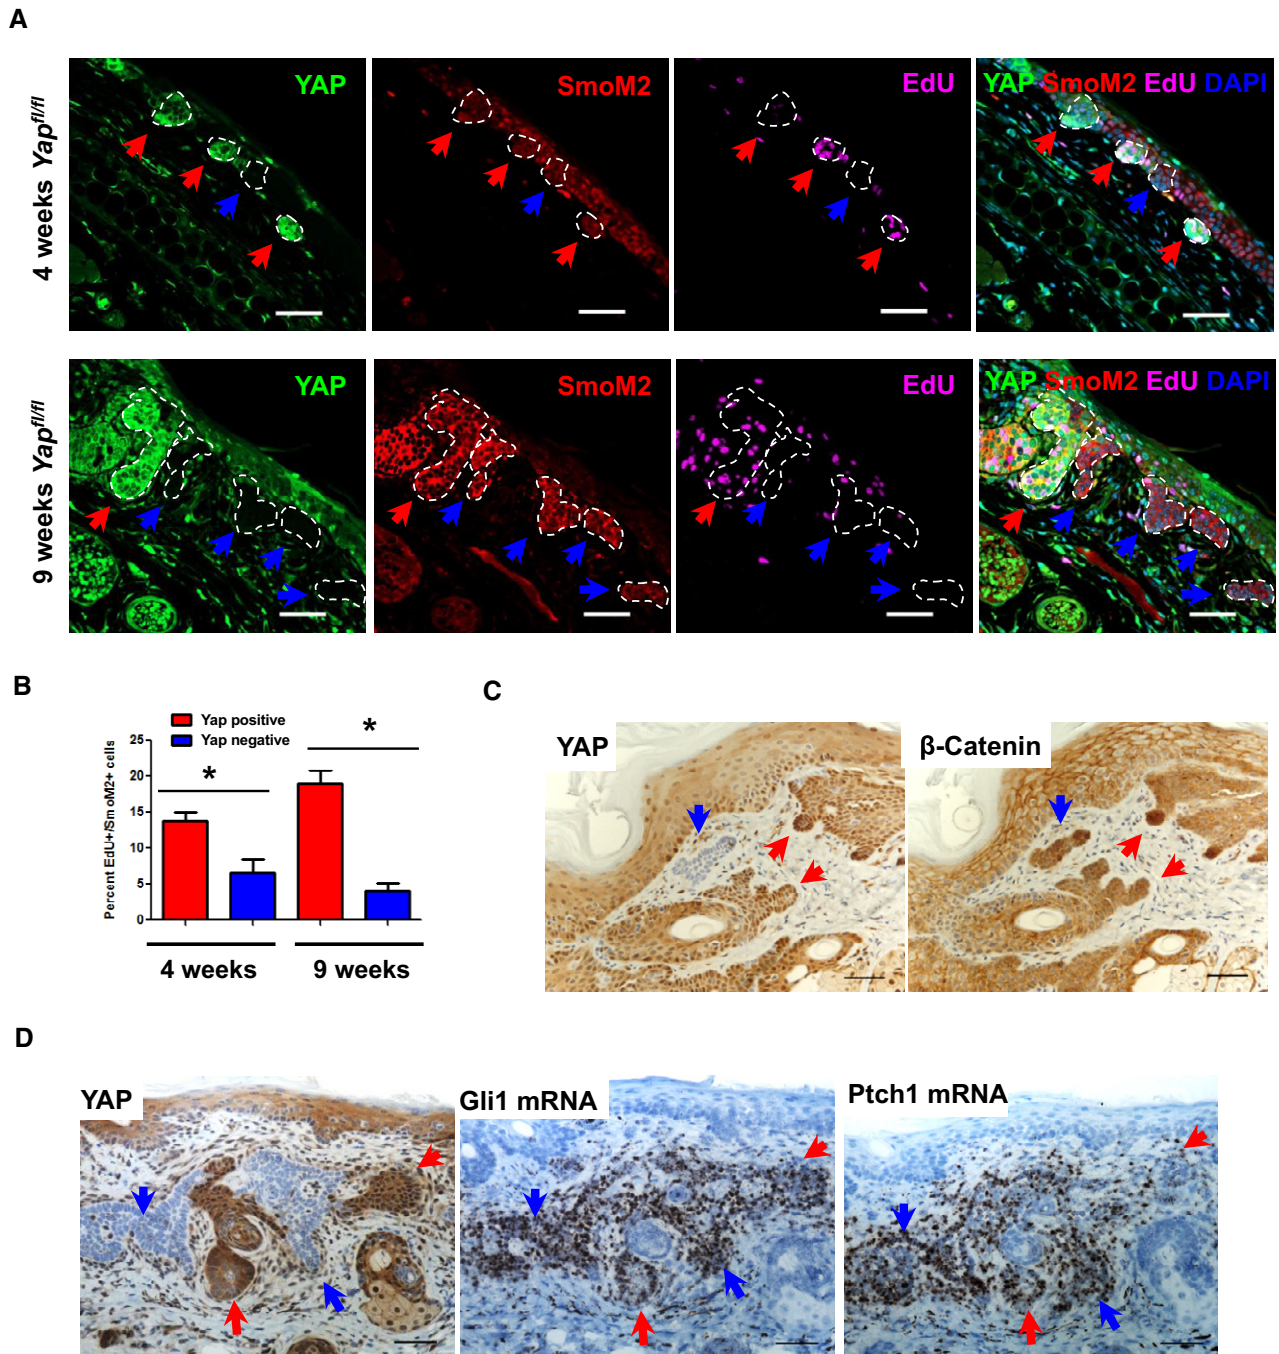 A
4 weeks Yap^fl/fl
YAP
SmoM2
EdU
YAP SmoM2 EdU DAPI
9 weeks Yap^fl/fl
YAP
SmoM2
EdU
YAP SmoM2 EdU DAPI
B
Percent EdU+/SmoM2+ cells
Yap positive
Yap negative
25
20
15
10
5
0
*
*
4 weeks
9 weeks
C
YAP
β-Catenin
D
YAP
Gli1 mRNA
Ptch1 mRNA